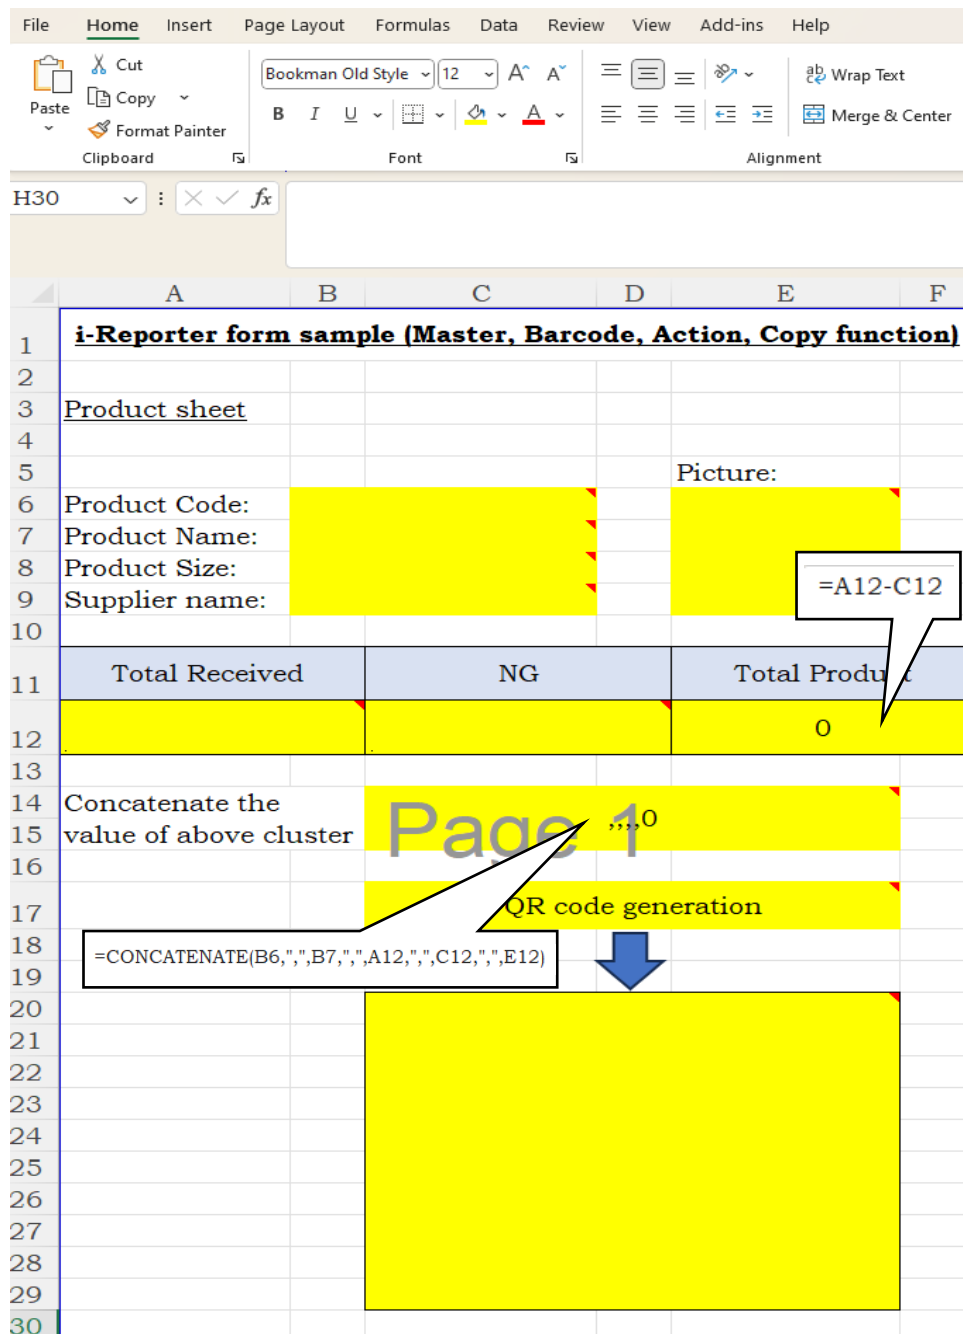 File Home Insert Page Layout Formulas Data Review View Add-ins Help
Paste
Cut
Copy
Format Painter
Clipboard
Bookman Old Style 12 A A
B I U A
Font
ab Wrap Text
Merge & Center
Alignment
H30 fx
A B C D E F
1 i-Reporter form sample (Master, Barcode, Action, Copy function)
2
3 Product sheet
4
5 Picture:
6 Product Code:
7 Product Name:
8 Product Size:
9 Supplier name:
=A12-C12
10
11 Total Received NG Total Product
12 0
13
14 Concatenate the
15 value of above cluster ,,,,0
Page 1
16
17 QR code generation
18
=CONCATENATE(B6,",",B7,",",A12,",",C12,",",E12)
19
20
21
22
23
24
25
26
27
28
29
30